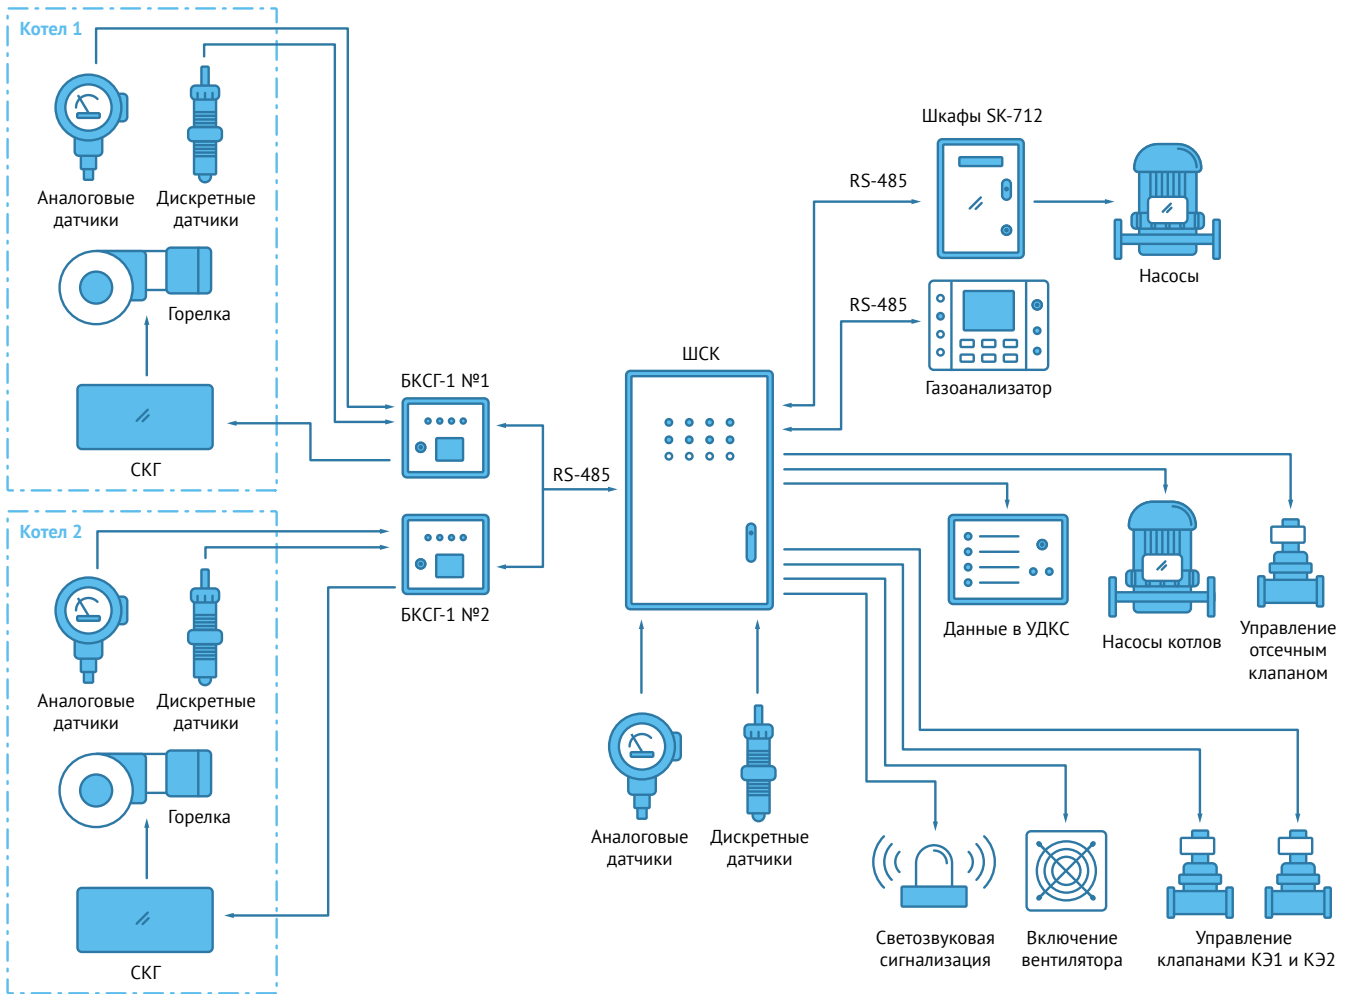 Котел 1
Аналоговые
датчики
Дискретные
датчики
Горелка
СКГ
Котел 2
Аналоговые
датчики
Дискретные
датчики
Горелка
СКГ
БКСГ-1 №1
БКСГ-1 №2
RS-485
ШСК
Аналоговые
датчики
Дискретные
датчики
Шкафы SK-712
RS-485
Насосы
RS-485
Газоанализатор
Данные в УДКС
Насосы котлов
Управление
отсечным
клапаном
Светозвуковая
сигнализация
Включение
вентилятора
Управление
клапанами КЭ1 и КЭ2